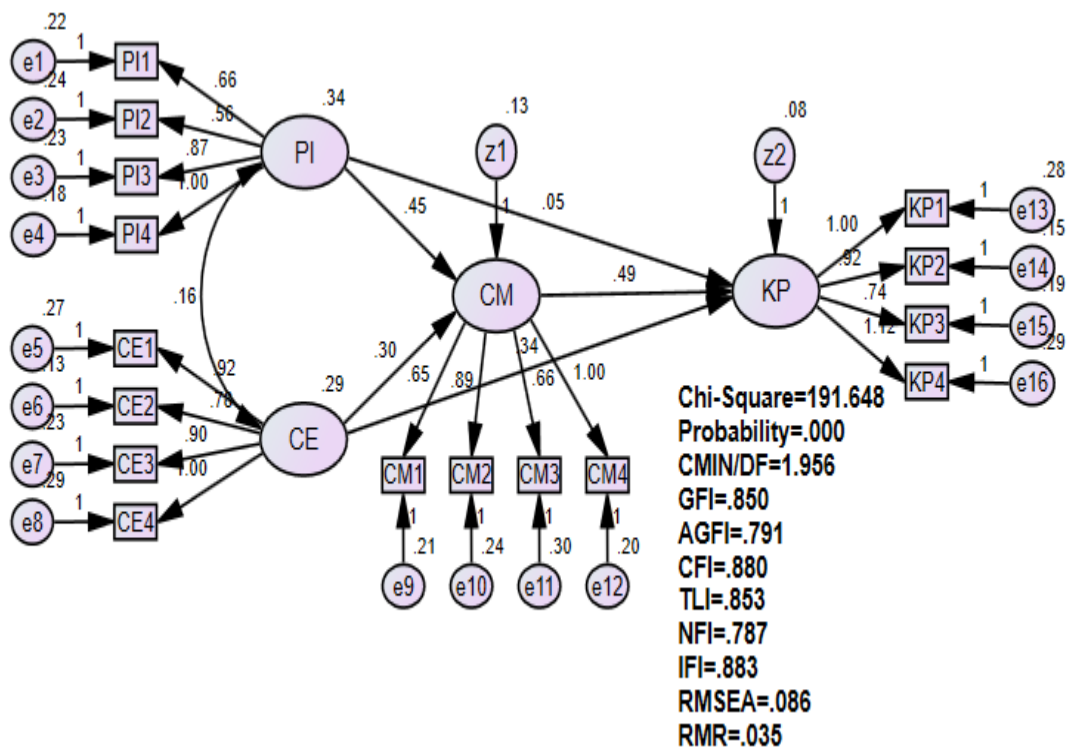 .22
e1 1 PI1
.66
.24
e2 1 PI2
.56
.23
e3 1 PI3
.87
.18
e4 1 PI4
1.00
.34
PI
.13
z1
1
.08
z2
1
.45
.05
.16
CM
.49
KP
.28
KP1 1 e13
1.00
.15
KP2 1 e14
.92
.19
KP3 1 e15
.74
.29
KP4 1 e16
1.12
.27
e5 1 CE1
.92
.13
e6 1 CE2
.78
.23
e7 1 CE3
.90
.29
e8 1 CE4
1.00
.29
CE
.30
.34
.65
.89
.66
1.00
CM1 CM2 CM3 CM4
1 1 1 1
.21 .24 .30 .20
e9 e10 e11 e12
Chi-Square=191.648
Probability=.000
CMIN/DF=1.956
GFI=.850
AGFI=.791
CFI=.880
TLI=.853
NFI=.787
IFI=.883
RMSEA=.086
RMR=.035